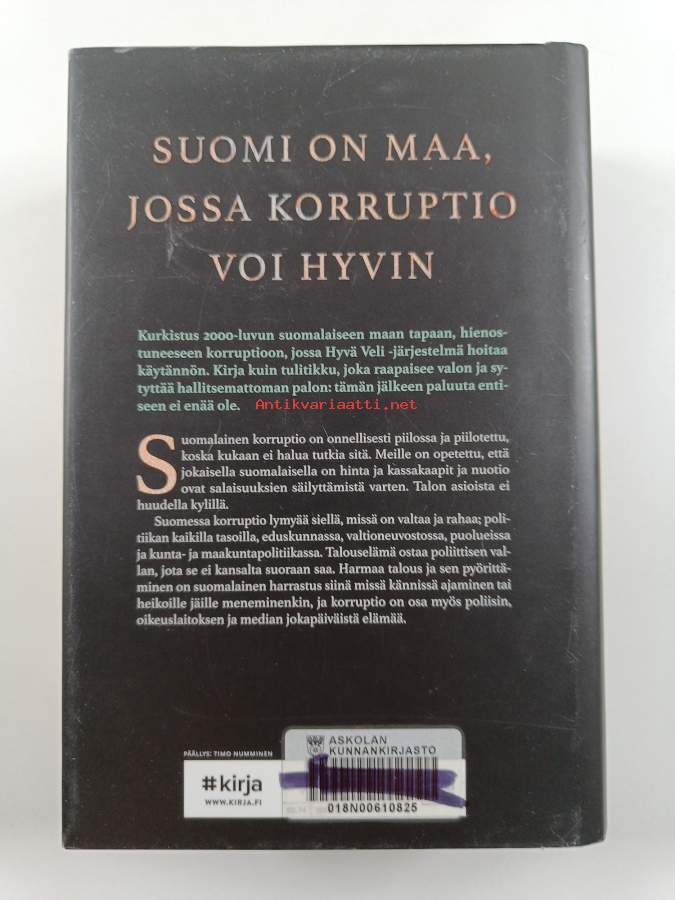 SUOMI ON MAA,
JOSSA KORRUPTIO
VOI HYVIN
Kurkistus 2000-luvun suomalaiseen maan tapaan, hienos-
tuneeseen korruptioon, jossa Hyvä Veli -järjestelmä hoitaa
käytännön. Kirja kuin tulitikku, joka raapaisee valon ja sy-
tyttää hallitsemattoman palon: tämän jälkeen paluuta enti-
seen ei enää ole.
Antikvariaatti.net
Suomalainen korruptio on onnellisesti piilossa ja piilotettu,
koska kukaan ei halua tutkia sitä. Meille on opetettu, että
jokaisella suomalaisella on hinta ja kassakaapit ja nuotio
ovat salaisuuksien säilyttämistä varten. Talon asioista ei
huudella kylillä.
Suomessa korruptio lymyää siellä, missä on valtaa ja rahaa; poli-
tiikan kaikilla tasoilla, eduskunnassa, valtioneuvostossa, puolueissa
ja kunta- ja maakuntapolitiikassa. Talouselämä ostaa poliittisen val-
lan, jota se ei kansalta suoraan saa. Harmaa talous ja sen pyörittä-
minen on suomalainen harrastus siinä missä kännissä ajaminen tai
heikoille jäille meneminenkin, ja korruptio on osa myös poliisin,
oikeuslaitoksen ja median jokapäiväistä elämää.
PÄÄLLYS: TIMO NUMMINEN
#kirja
WWW.KIRJA.FI
ASKOLAN
KUNNANKIRJASTO
018N00610825